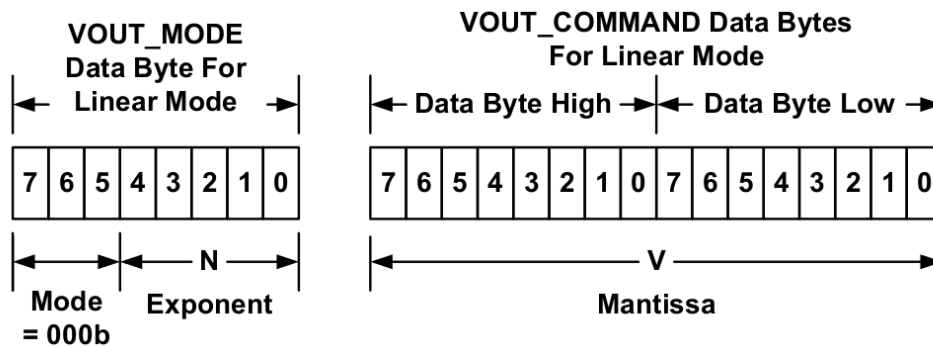 VOUT_MODE
Data Byte For
Linear Mode
VOUT_COMMAND Data Bytes
For Linear Mode
Data Byte High
Data Byte Low
7 6 5 4 3 2 1 0
7 6 5 4 3 2 1 0 7 6 5 4 3 2 1 0
N
V
Mode
= 000b
Exponent
Mantissa